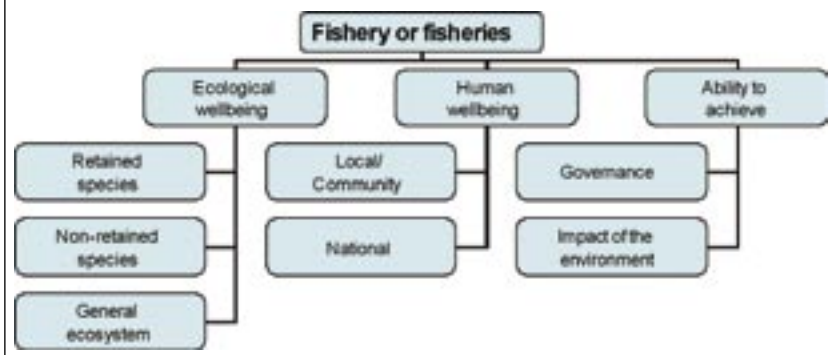 Fishery or fisheries
Ecological
wellbeing
Human
wellbeing
Ability to
achieve
Retained
species
Local/
Community
Governance
Non-retained
species
National
Impact of the
environment
General
ecosystem